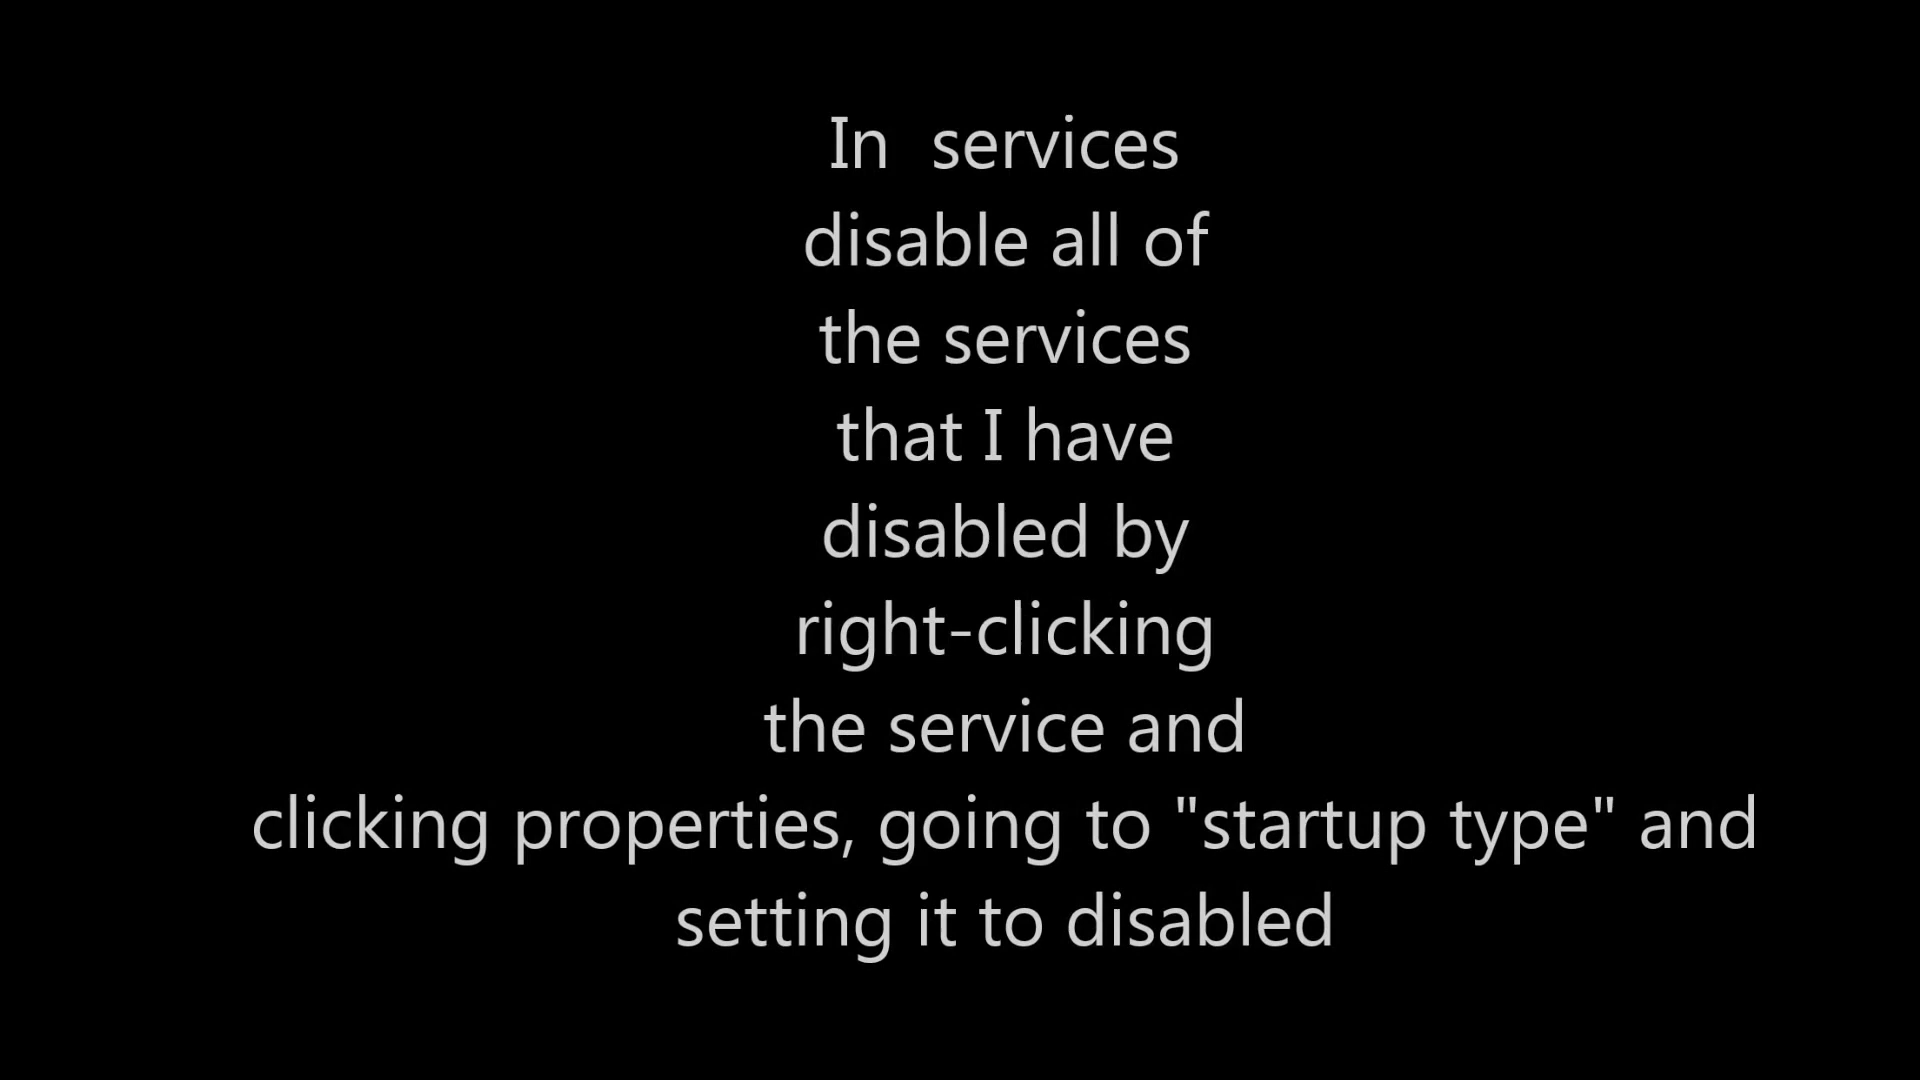 In  services
disable all of
the services
that I have
disabled by
right-clicking
the service and
clicking properties, going to "startup type" and
setting it to disabled